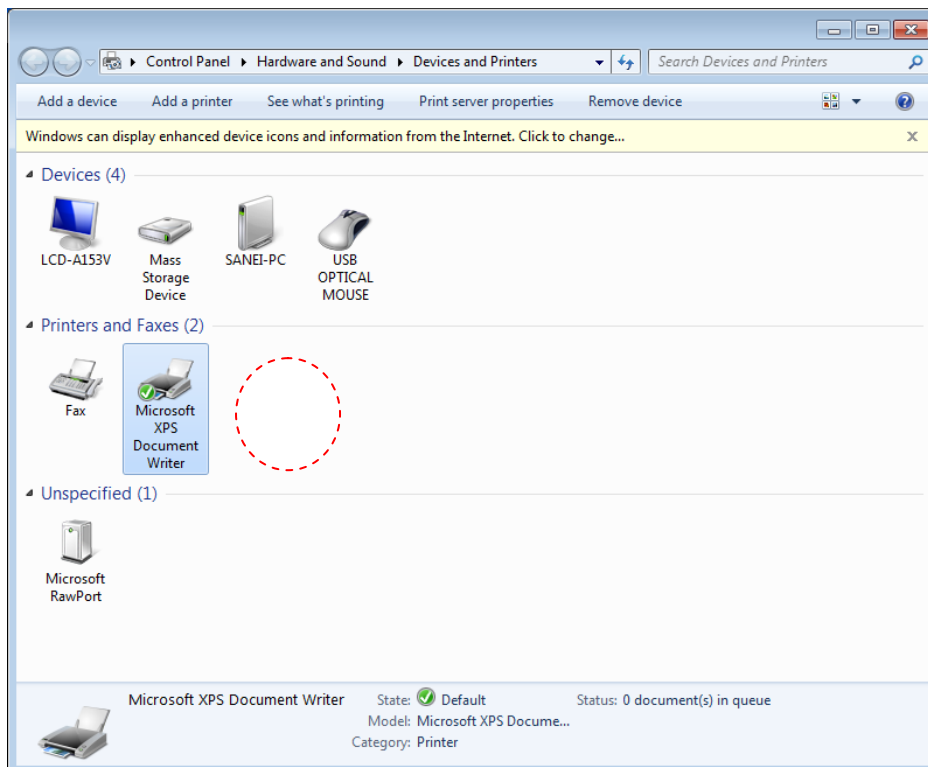 Control Panel Hardware and Sound Devices and Printers Search Devices and Printers
Add a device Add a printer See what's printing Print server properties Remove device
Windows can display enhanced device icons and information from the Internet. Click to change...
Devices (4)
LCD-A153V
Mass
Storage
Device
SANEI-PC
USB
OPTICAL
MOUSE
Printers and Faxes (2)
Fax
Microsoft
XPS
Document
Writer
Unspecified (1)
Microsoft
RawPort
Microsoft XPS Document Writer State: Default Status: 0 document(s) in queue
Model: Microsoft XPS Docume...
Category: Printer